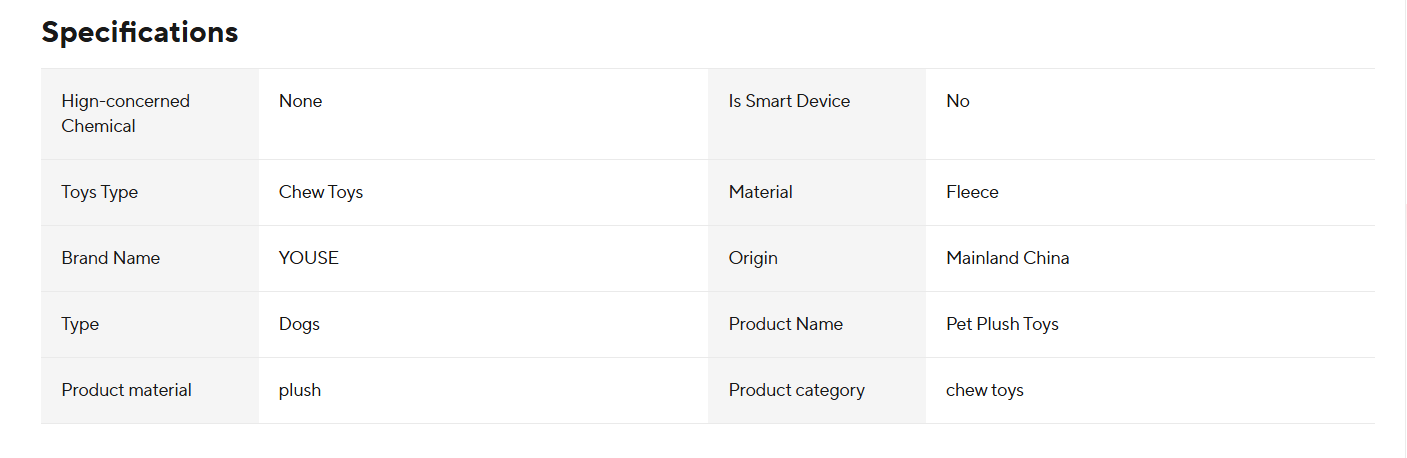 Specifications
Hign-concerned
Chemical
None
Is Smart Device
No
Toys Type
Chew Toys
Material
Fleece
Brand Name
YOUSE
Origin
Mainland China
Type
Dogs
Product Name
Pet Plush Toys
Product material
plush
Product category
chew toys